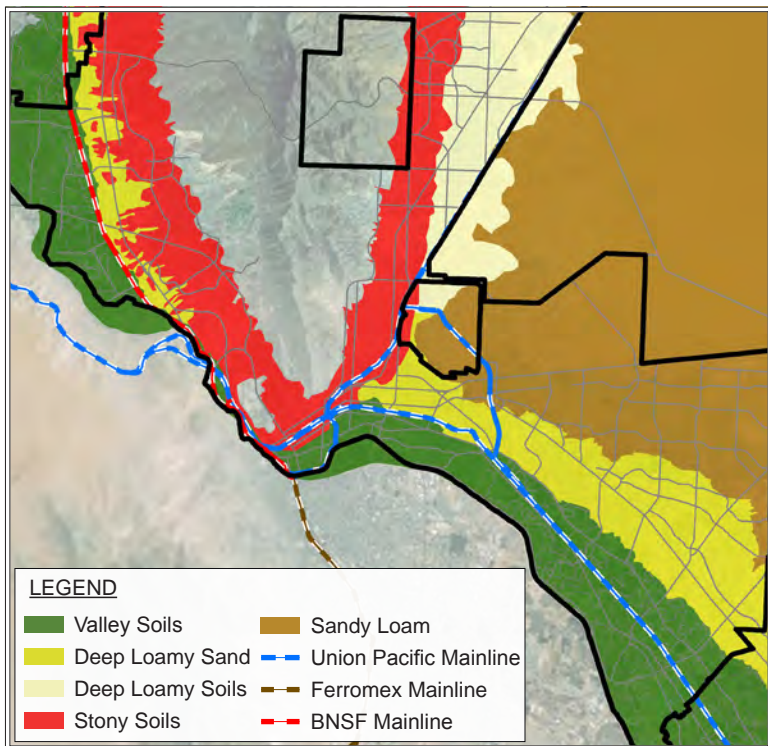 LEGEND
Valley Soils
Deep Loamy Sand
Deep Loamy Soils
Stony Soils
Sandy Loam
Union Pacific Mainline
Ferromex Mainline
BNSF Mainline